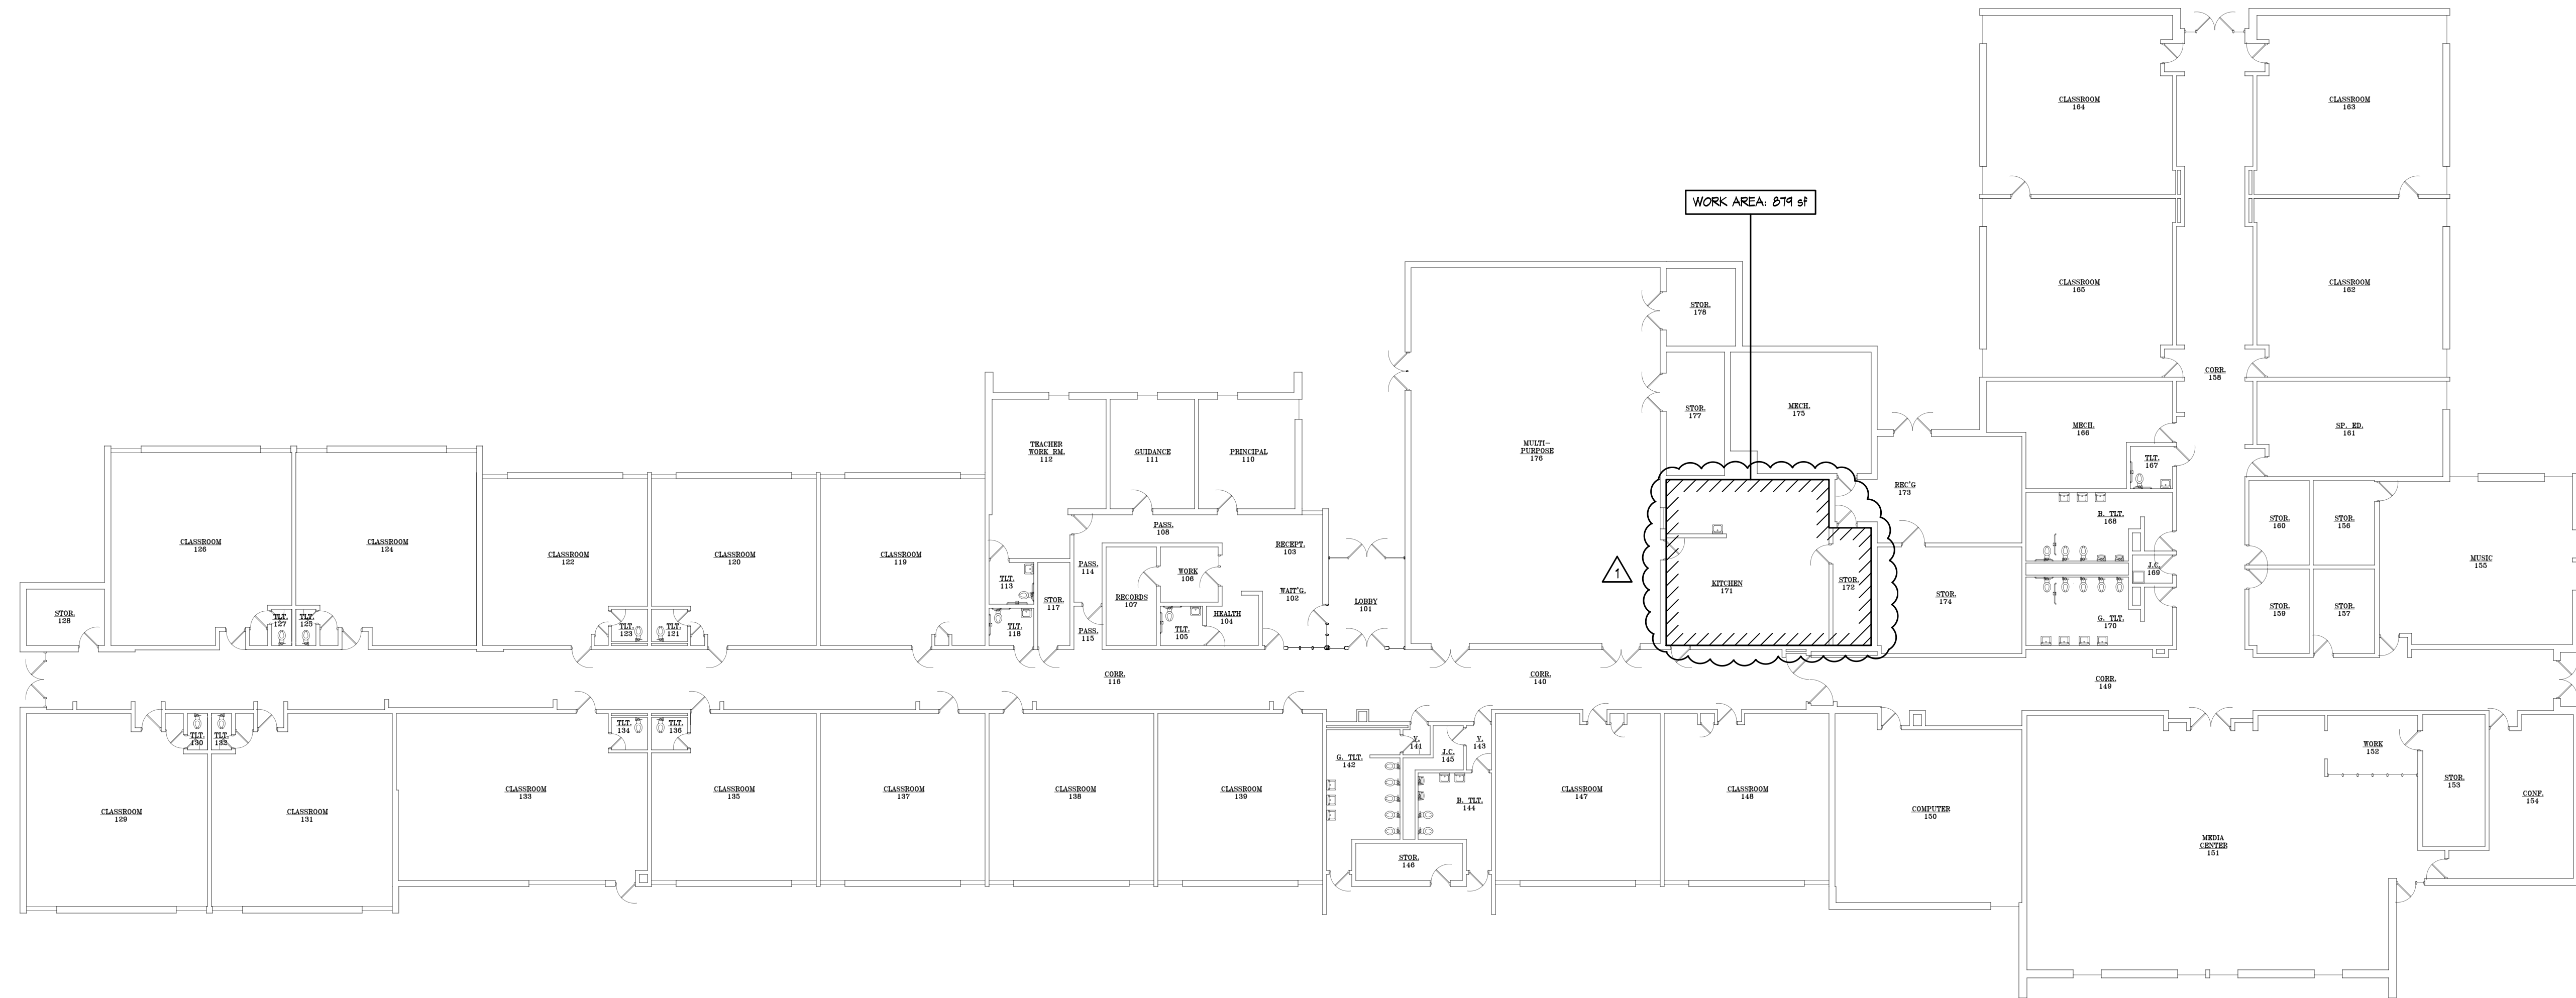 CLASSROOM
164
CLASSROOM
163
WORK AREA: 879 sf
CLASSROOM
165
CLASSROOM
162
STOR.
178
CORR.
158
STOR.
177
MECH.
175
MECH.
166
SP. ED.
161
TEACHER
WORK RM.
112
GUIDANCE
111
PRINCIPAL
110
MULTI-
PURPOSE
176
TLT.
167
REC'G
173
B. TLT.
168
STOR.
160
STOR.
156
PASS.
108
CLASSROOM
126
CLASSROOM
124
CLASSROOM
122
CLASSROOM
120
CLASSROOM
119
RECEPT.
103
MUSIC
155
PASS.
114
WORK
106
J.C.
169
TLT.
113
1
KITCHEN
171
STOR.
172
WAIT'G.
102
LOBBY
101
STOR.
117
RECORDS
107
STOR.
174
STOR.
159
STOR.
157
STOR.
128
TLT.
127
TLT.
125
TLT.
123
TLT.
121
TLT.
118
PASS.
115
TLT.
105
HEALTH
104
G. TLT.
170
CORR.
116
CORR.
140
CORR.
149
TLT.
130
TLT.
132
TLT.
134
TLT.
136
V.
141
V.
143
J.C.
145
G. TLT.
142
WORK
152
STOR.
153
CLASSROOM
129
CLASSROOM
131
CLASSROOM
133
CLASSROOM
135
CLASSROOM
137
CLASSROOM
138
CLASSROOM
139
B. TLT.
144
CLASSROOM
147
CLASSROOM
148
COMPUTER
150
CONF.
154
MEDIA
CENTER
151
STOR.
146